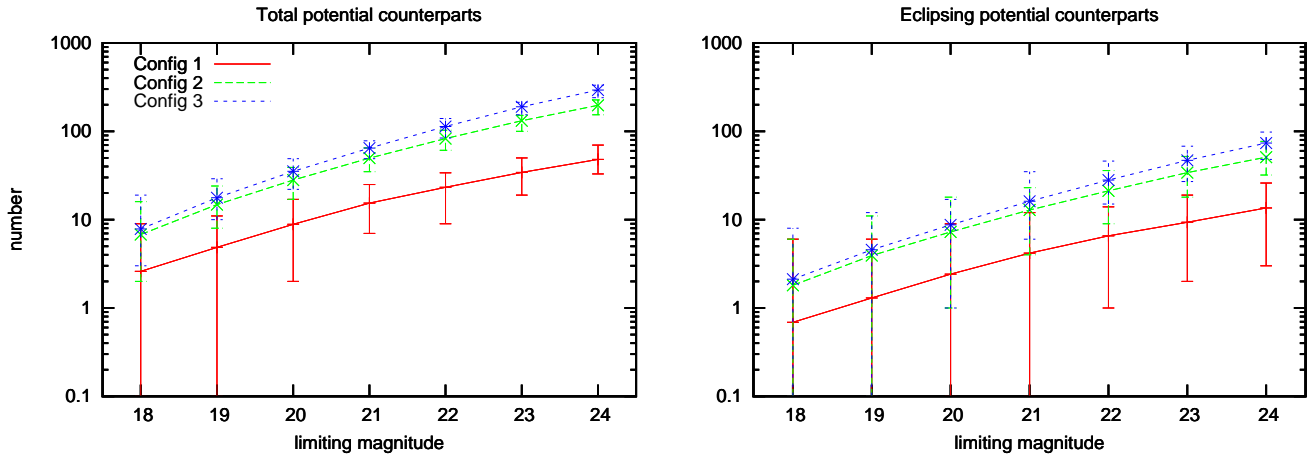 Total potential counterparts
1000
100
10
1
0.1
number
Config 1
Config 2
Config 3
18 19 20 21 22 23 24
limiting magnitude
Eclipsing potential counterparts
1000
100
10
1
0.1
18 19 20 21 22 23 24
limiting magnitude